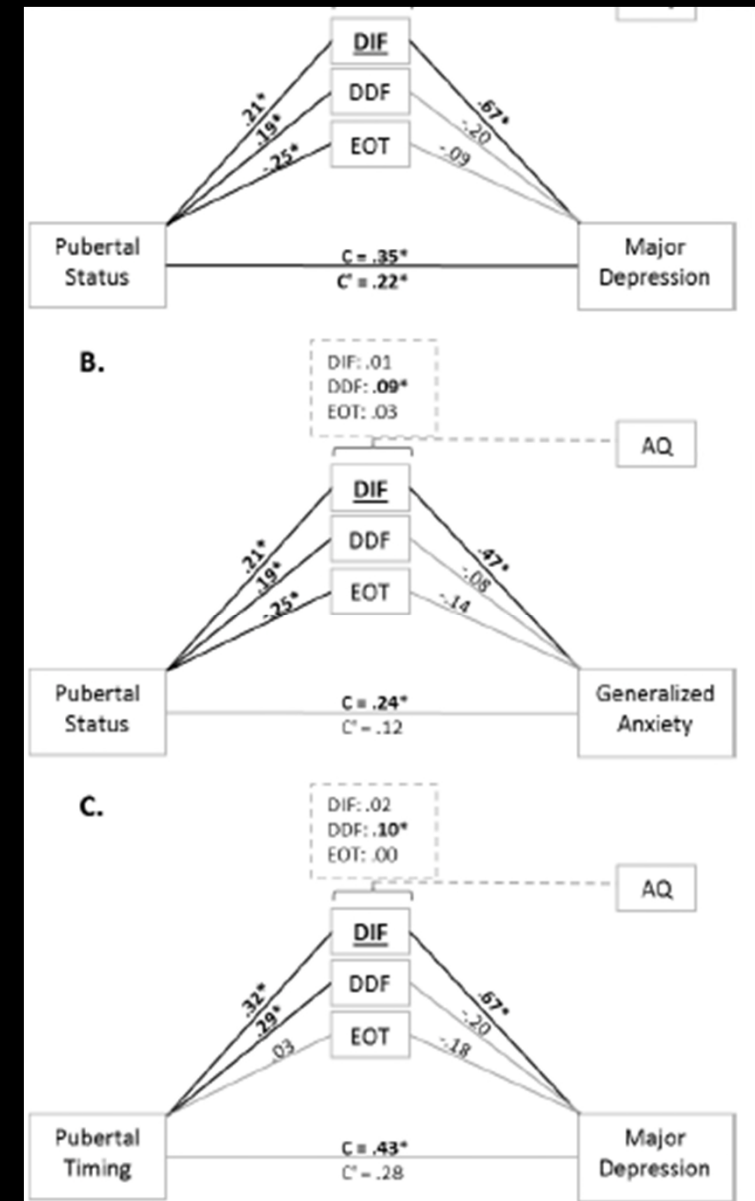 DIF
DDF
EOT
.21*
.19*
-.25*
.67*
-.20
-.09
Pubertal
Status
C = .35*
C' = .22*
Major
Depression
B.
DIF: .01
DDF: .09*
EOT: .03
AQ
DIF
DDF
EOT
.21*
.19*
-.25*
.47*
-.08
-.14
Pubertal
Status
C = .24*
C' = .12
Generalized
Anxiety
C.
DIF: .02
DDF: .10*
EOT: .00
AQ
DIF
DDF
EOT
.32*
.29*
.03
.67*
-.20
-.18
Pubertal
Timing
C = .43*
C' = .28
Major
Depression